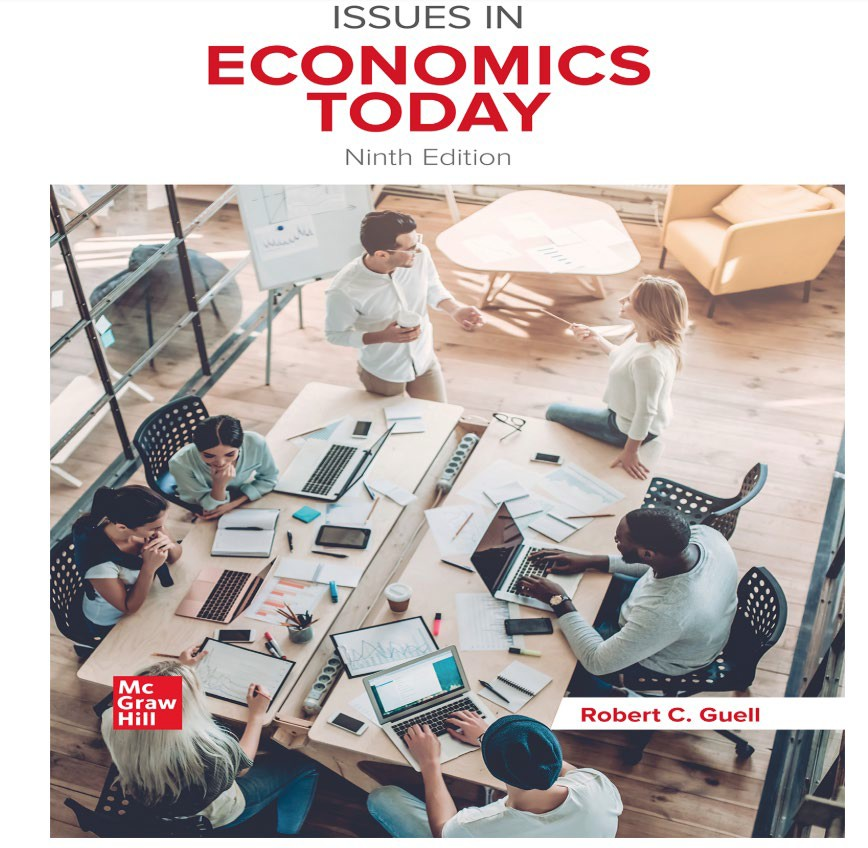 ISSUES IN
ECONOMICS
TODAY
Ninth Edition
Mc
Graw
Hill
Robert C. Guell